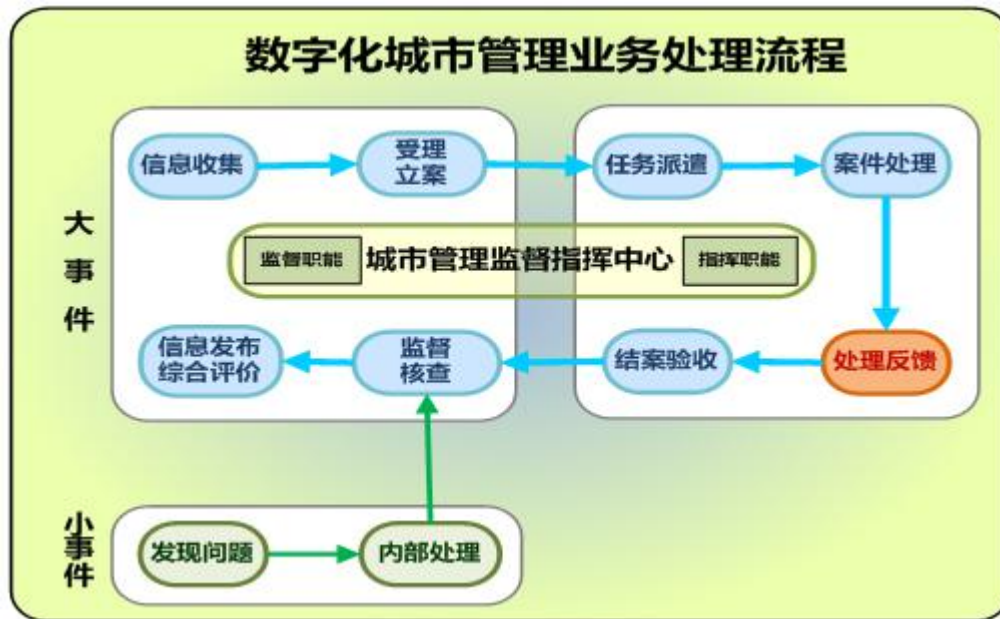 数字化城市管理业务处理流程
大事件
信息收集
受理
立案
任务派遣
案件处理
监督职能
城市管理监督指挥中心
指挥职能
信息发布
综合评价
监督
核查
结案验收
处理反馈
小事件
发现问题
内部处理